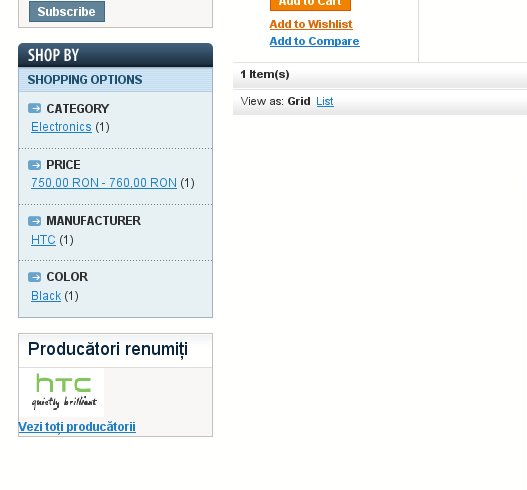 Subscribe
SHOP BY
SHOPPING OPTIONS
CATEGORY
Electronics (1)
PRICE
750,00 RON - 760,00 RON (1)
MANUFACTURER
HTC (1)
COLOR
Black (1)
Producători renumiți
hTC
quietly brilliant
Vezi toți producătorii
Add to Cart
Add to Wishlist
Add to Compare
1 Item(s)
View as: Grid List